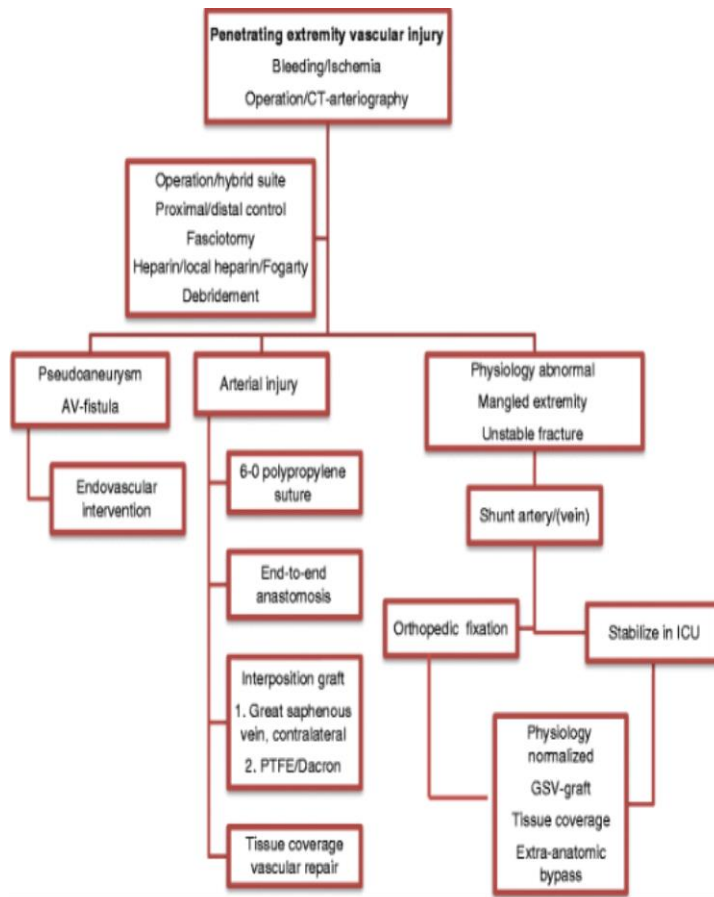 Penetrating extremity vascular injury
Bleeding/Ischemia
Operation/CT-arteriography
Operation/hybrid suite
Proximal/distal control
Fasciotomy
Heparin/local heparin/Fogarty
Debridement
Pseudoaneurysm
AV-fistula
Endovascular
intervention
Arterial injury
6-0 polypropylene
suture
End-to-end
anastomosis
Interposition graft
1. Great saphenous
vein, contralateral
2. PTFE/Dacron
Tissue coverage
vascular repair
Physiology abnormal
Mangled extremity
Unstable fracture
Shunt artery/(vein)
Orthopedic fixation
Stabilize in ICU
Physiology
normalized
GSV-graft
Tissue coverage
Extra-anatomic
bypass